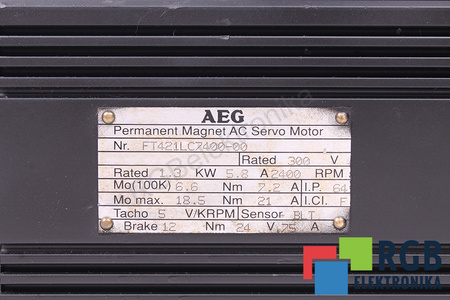 AEG
Permanent Magnet AC Servo Motor
Nr. FT421LC7400-00
Rated 300 V
Rated 1.3 KW 5.8 A 2400 RPM
Mo(100K) 6.6 Nm 7.2 A I.P. 64
Mo max. 18.5 Nm 21 A I.Cl. F
Tacho 5 V/KRPM Sensor BLT
Brake 12 Nm 24 V .75 A
RGB
ELEKTRONIKA